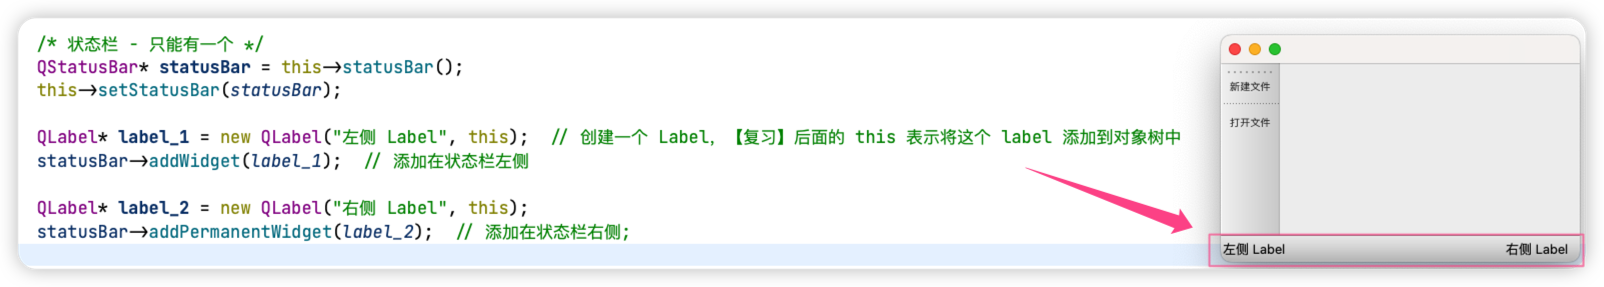 /* 状态栏 - 只能有一个 */
QStatusBar* statusBar = this->statusBar();
this->setStatusBar(statusBar);
QLabel* label_1 = new QLabel("左侧 Label", this);  // 创建一个 Label, 【复习】后面的 this 表示将这个 label 添加到对象树中
statusBar->addWidget(label_1);  // 添加在状态栏左侧
QLabel* label_2 = new QLabel("右侧 Label", this);
statusBar->addPermanentWidget(label_2);  // 添加在状态栏右侧;
新建文件
打开文件
左侧 Label
右侧 Label